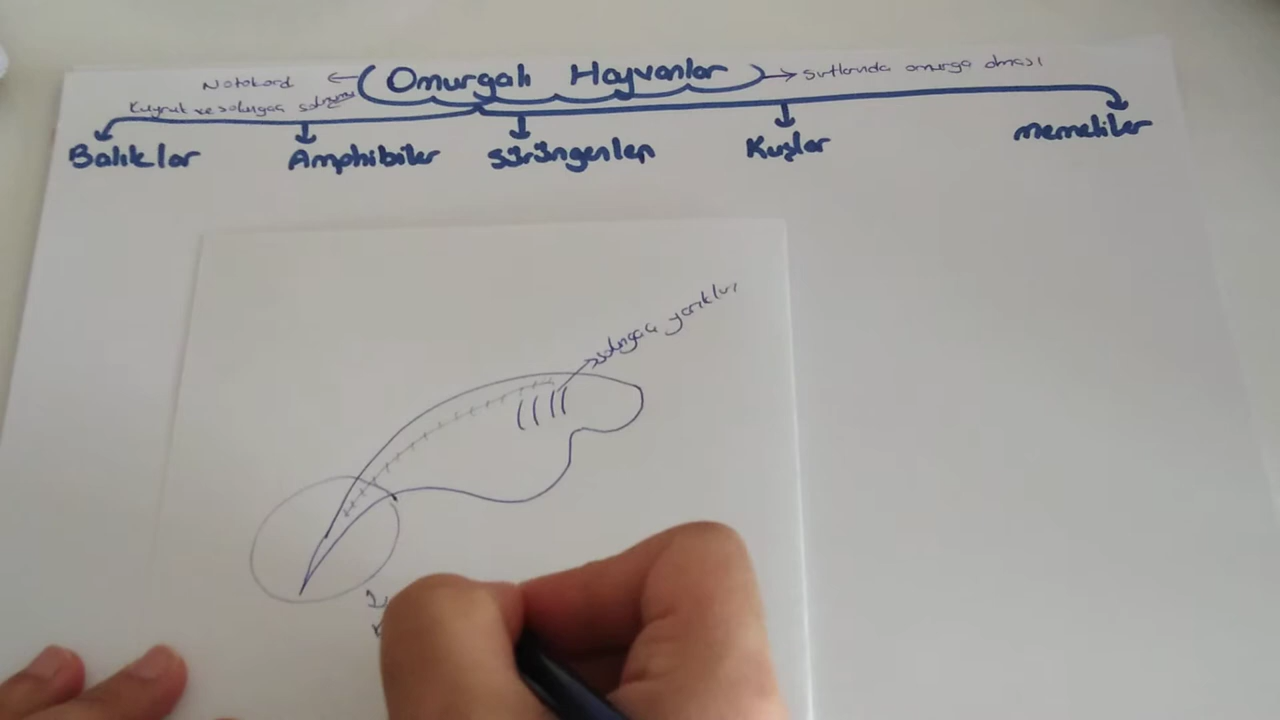 Omurgalı Hayvanlar
Notokord
sırtlarında omurga olması
Kuyruk ve solungaç
Balıklar
Amphibiler
sürüngenler
Kuşlar
memeliler
solungaç yarıkları